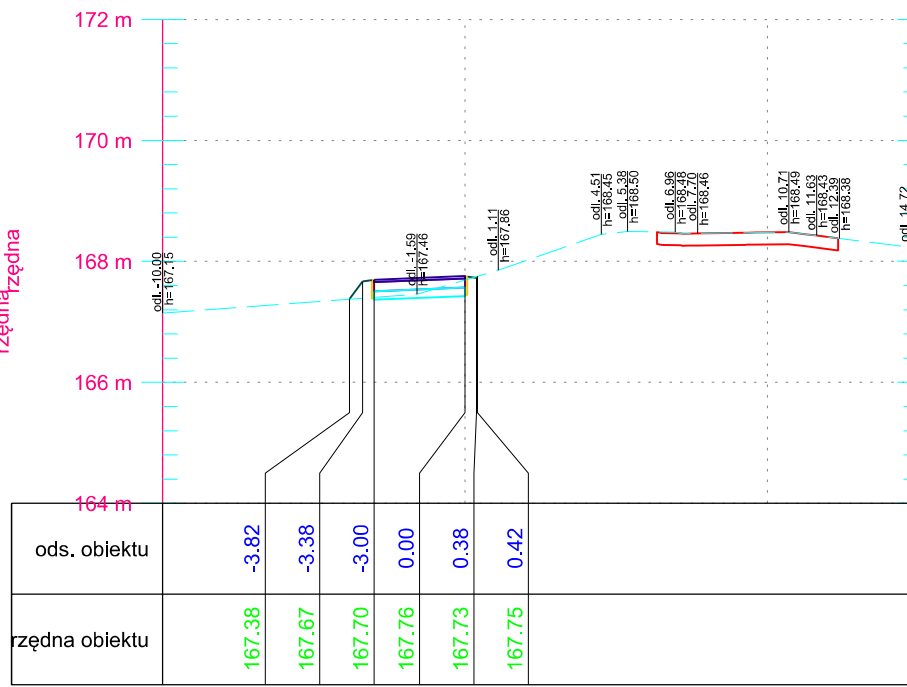 172 m
170 m
168 m
166 m
164 m
rzędna
rzędna
odl. -10.00
h=167.15
odl. -1.59
h=167.46
odl. 1.11
h=167.86
odl. 4.51
h=168.45
odl. 5.38
h=168.50
odl. 6.96
h=168.48
odl. 7.70
h=168.46
odl. 10.71
h=168.49
odl. 11.63
h=168.43
odl. 12.39
h=168.38
odl. 14.72
ods. obiektu -3.82 -3.38 -3.00 0.00 0.38 0.42
rzędna obiektu 167.38 167.67 167.70 167.76 167.73 167.75